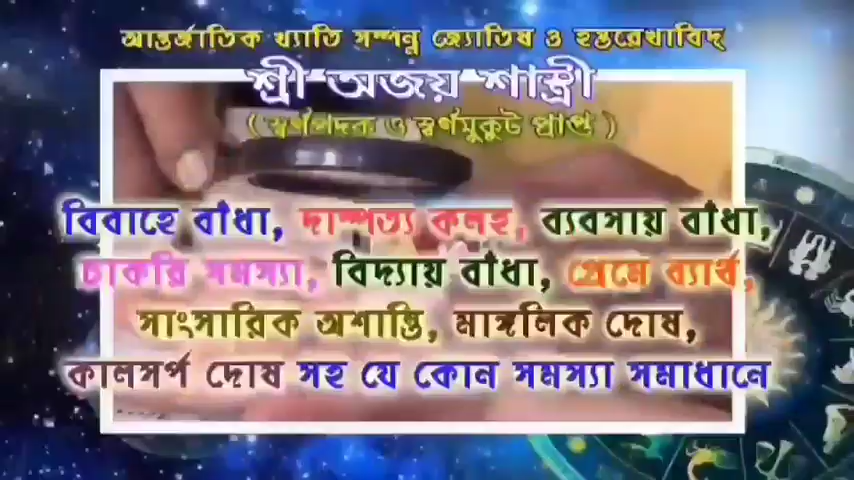 আন্তর্জাতিক খ্যাতি সম্পন্ন জ্যোতিষ ও হস্তরেখাবিদ্
শ্রী অজয় শাস্ত্রী
( স্বর্ণপদক ও স্বর্ণমুকুট প্রাপ্ত )
বিবাহে বাঁধা, দাম্পত্য কলহ, ব্যবসায় বাঁধা,
চাকরি সমস্যা, বিদ্যায় বাঁধা, প্রেমে ব্যার্থ,
সাংসারিক অশান্তি, মাঙ্গলিক দোষ,
কালসর্প দোষ সহ যে কোন সমস্যা সমাধানে